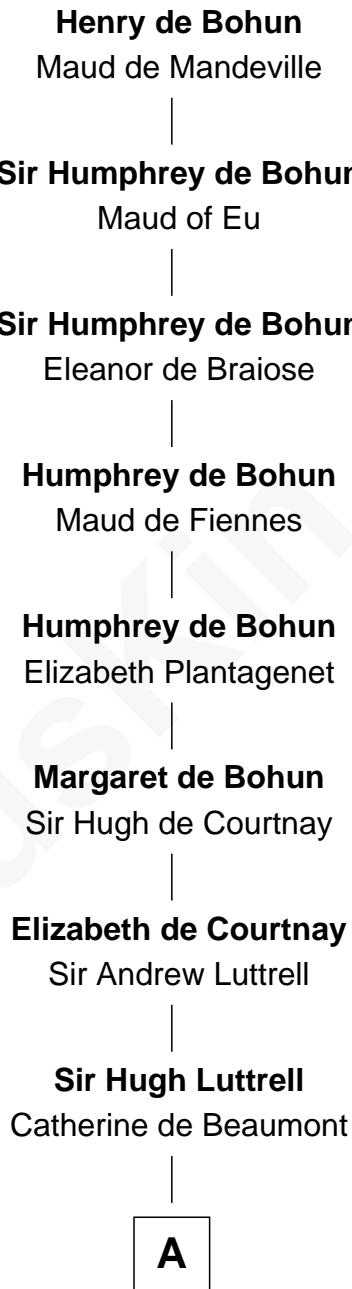 Henry de Bohun
Maud de Mandeville
Sir Humphrey de Bohun
Maud of Eu
Sir Humphrey de Bohun
Eleanor de Braiose
Humphrey de Bohun
Maud de Fiennes
Humphrey de Bohun
Elizabeth Plantagenet
Margaret de Bohun
Sir Hugh de Courtnay
Elizabeth de Courtnay
Sir Andrew Luttrell
Sir Hugh Luttrell
Catherine de Beaumont
A